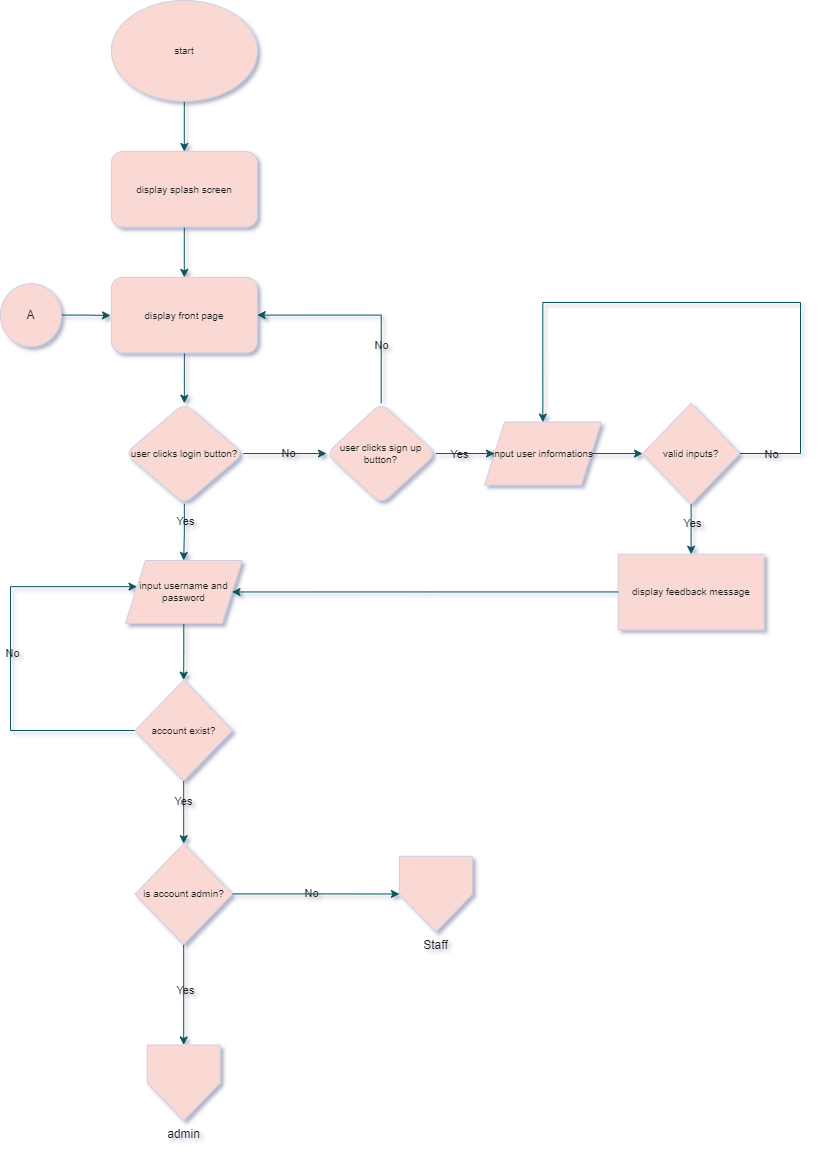 start
display splash screen
A
display front page
No
user clicks login button?
No
user clicks sign up
button?
Yes
input user informations
valid inputs?
No
Yes
Yes
input username and
password
display feedback message
No
account exist?
Yes
is account admin?
No
Staff
Yes
admin